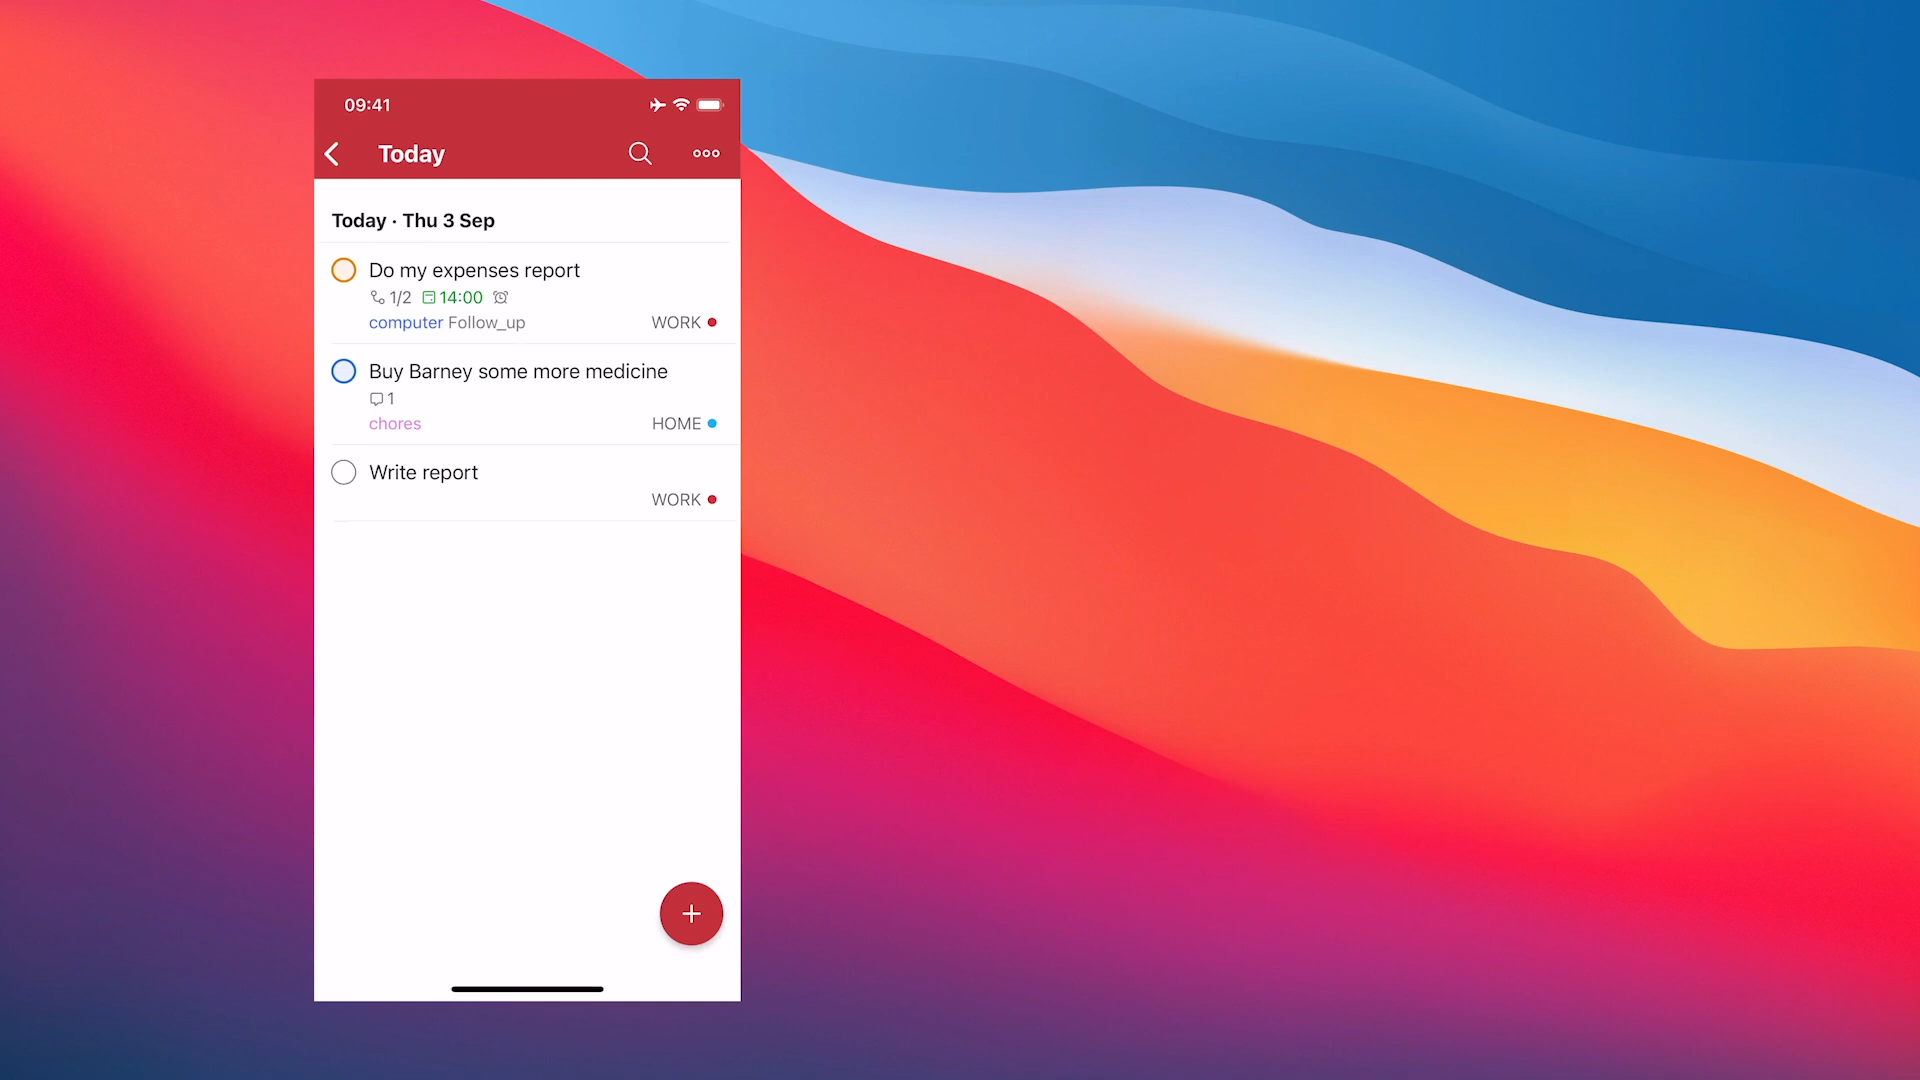 09:41
Today
Today · Thu 3 Sep
Do my expenses report
1/2 14:00
computer Follow_up WORK
Buy Barney some more medicine
1
chores HOME
Write report
WORK